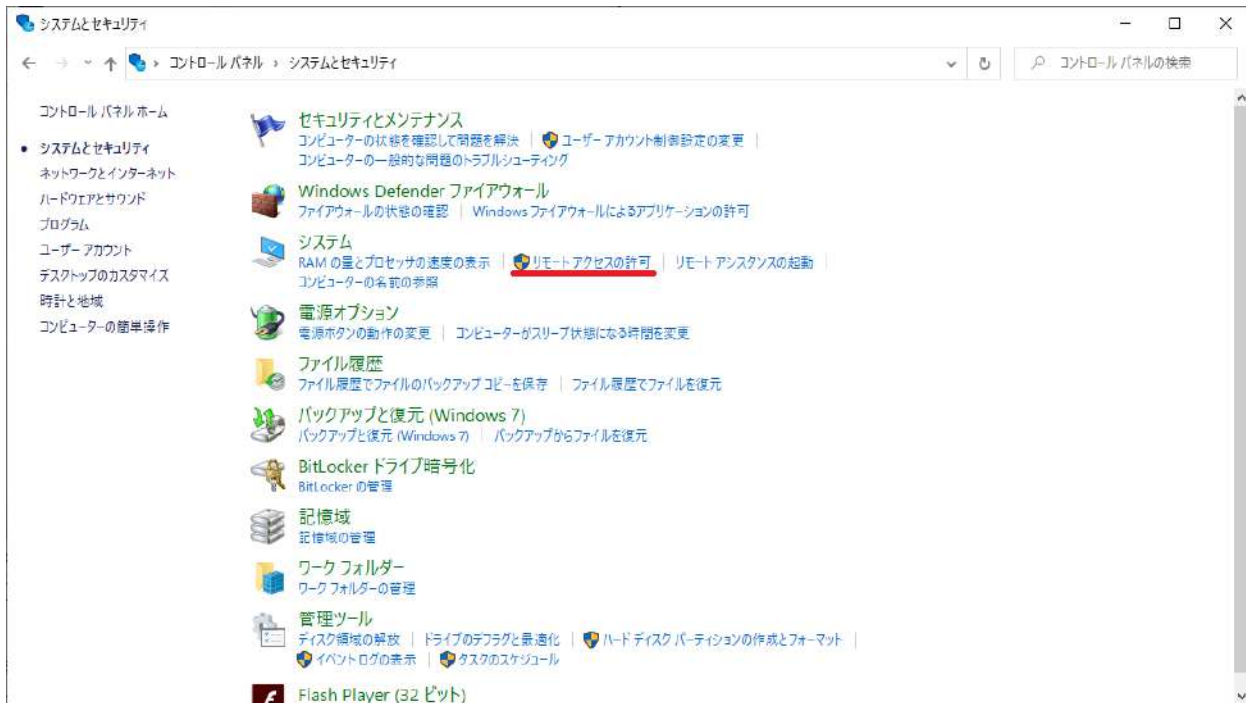 システムとセキュリティ
コントロール パネル › システムとセキュリティ
コントロール パネルの検索
コントロール パネル ホーム
システムとセキュリティ
ネットワークとインターネット
ハードウェアとサウンド
プログラム
ユーザー アカウント
デスクトップのカスタマイズ
時計と地域
コンピューターの簡単操作
セキュリティとメンテナンス
コンピューターの状態を確認して問題を解決 | ユーザー アカウント制御設定の変更 |
コンピューターの一般的な問題のトラブルシューティング
Windows Defender ファイアウォール
ファイアウォールの状態の確認 | Windows ファイアウォールによるアプリケーションの許可
システム
RAM の量とプロセッサの速度の表示 | リモート アクセスの許可 | リモート アシスタンスの起動 |
コンピューターの名前の参照
電源オプション
電源ボタンの動作の変更 | コンピューターがスリープ状態になる時間を変更
ファイル履歴
ファイル履歴でファイルのバックアップ コピーを保存 | ファイル履歴でファイルを復元
バックアップと復元 (Windows 7)
バックアップと復元 (Windows 7) | バックアップからファイルを復元
BitLocker ドライブ暗号化
BitLocker の管理
記憶域
記憶域の管理
ワーク フォルダー
ワーク フォルダーの管理
管理ツール
ディスク領域の解放 | ドライブのデフラグと最適化 | ハード ディスク パーティションの作成とフォーマット |
イベント ログの表示 | タスクのスケジュール
Flash Player (32 ビット)